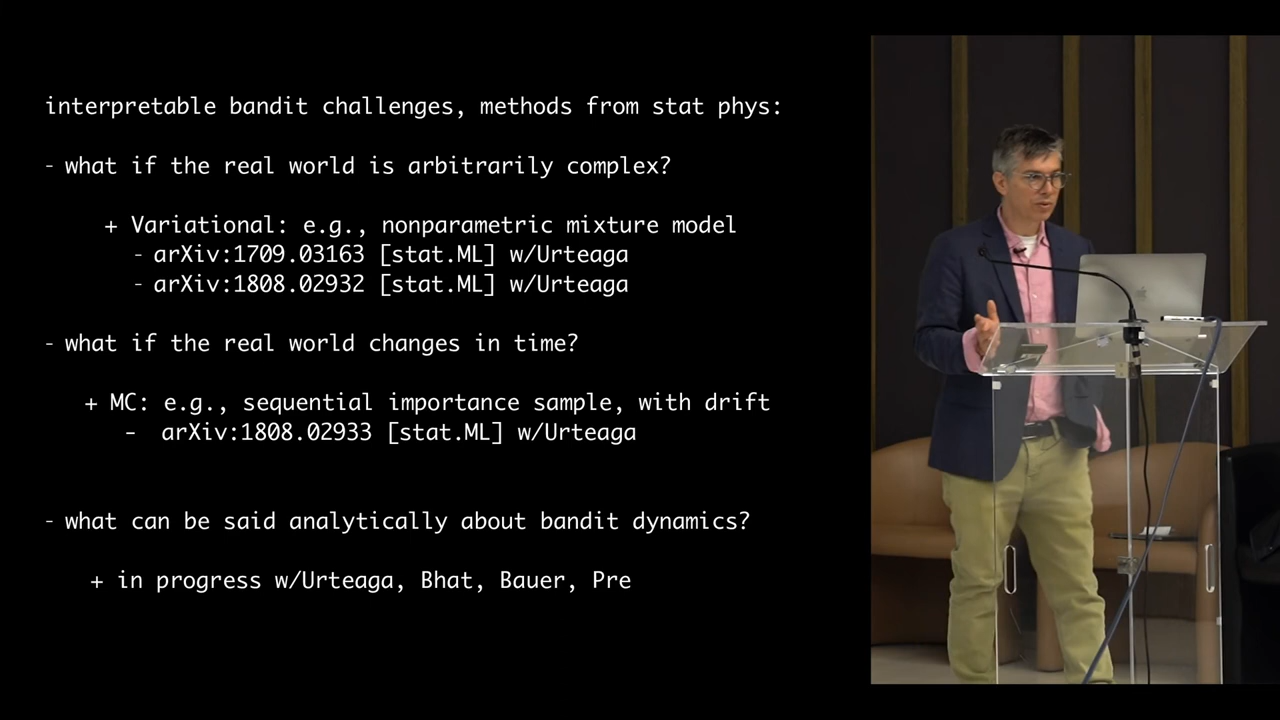 interpretable bandit challenges, methods from stat phys:
- what if the real world is arbitrarily complex?
+ Variational: e.g., nonparametric mixture model
- arXiv:1709.03163 [stat.ML] w/Urteaga
- arXiv:1808.02932 [stat.ML] w/Urteaga
- what if the real world changes in time?
+ MC: e.g., sequential importance sample, with drift
- arXiv:1808.02933 [stat.ML] w/Urteaga
- what can be said analytically about bandit dynamics?
+ in progress w/Urteaga, Bhat, Bauer, Pre